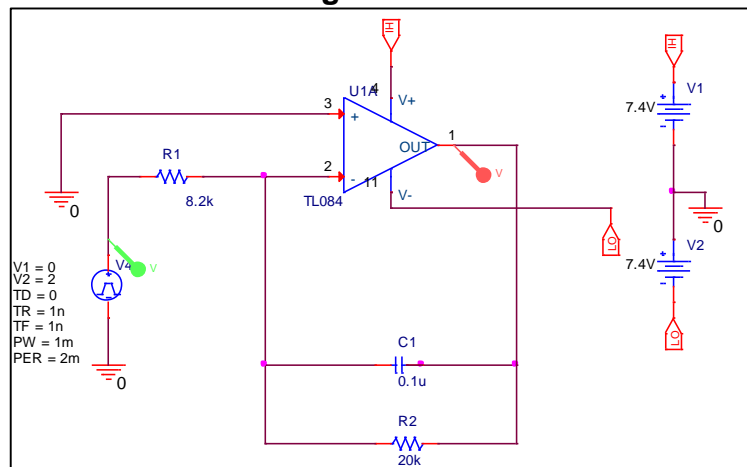 HI
HI
U1A
4
V+
3
+
V1
7.4V
OUT
1
V
R1
2
-
8.2k
TL084
11
V-
0
0
LO
V2
7.4V
V4
V
V1 = 0
V2 = 2
TD = 0
TR = 1n
TF = 1n
PW = 1m
PER = 2m
0
C1
0.1u
LO
R2
20k